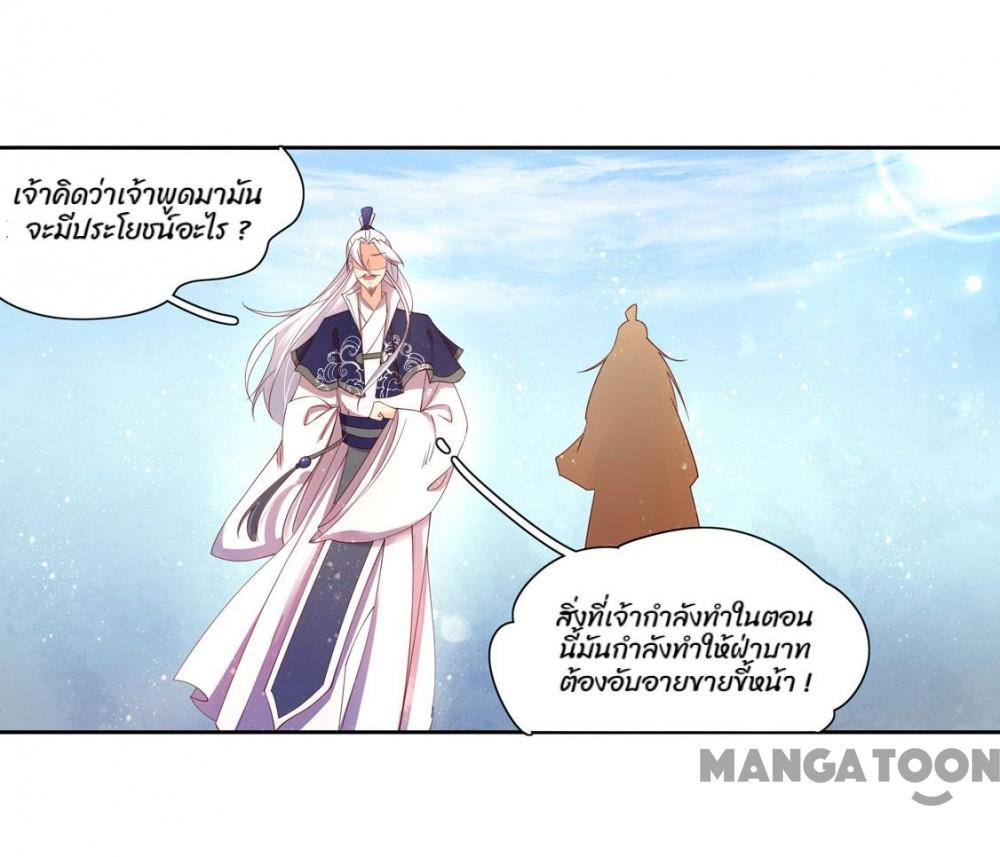 เจ้าคิดว่าเจ้าพูดมามัน
จะมีประโยชน์อะไร ?
สิ่งที่เจ้ากำลังทำในตอน
นี้มันกำลังทำให้ฝ่าบาท
ต้องอับอายขายขี้หน้า !
MANGATOON